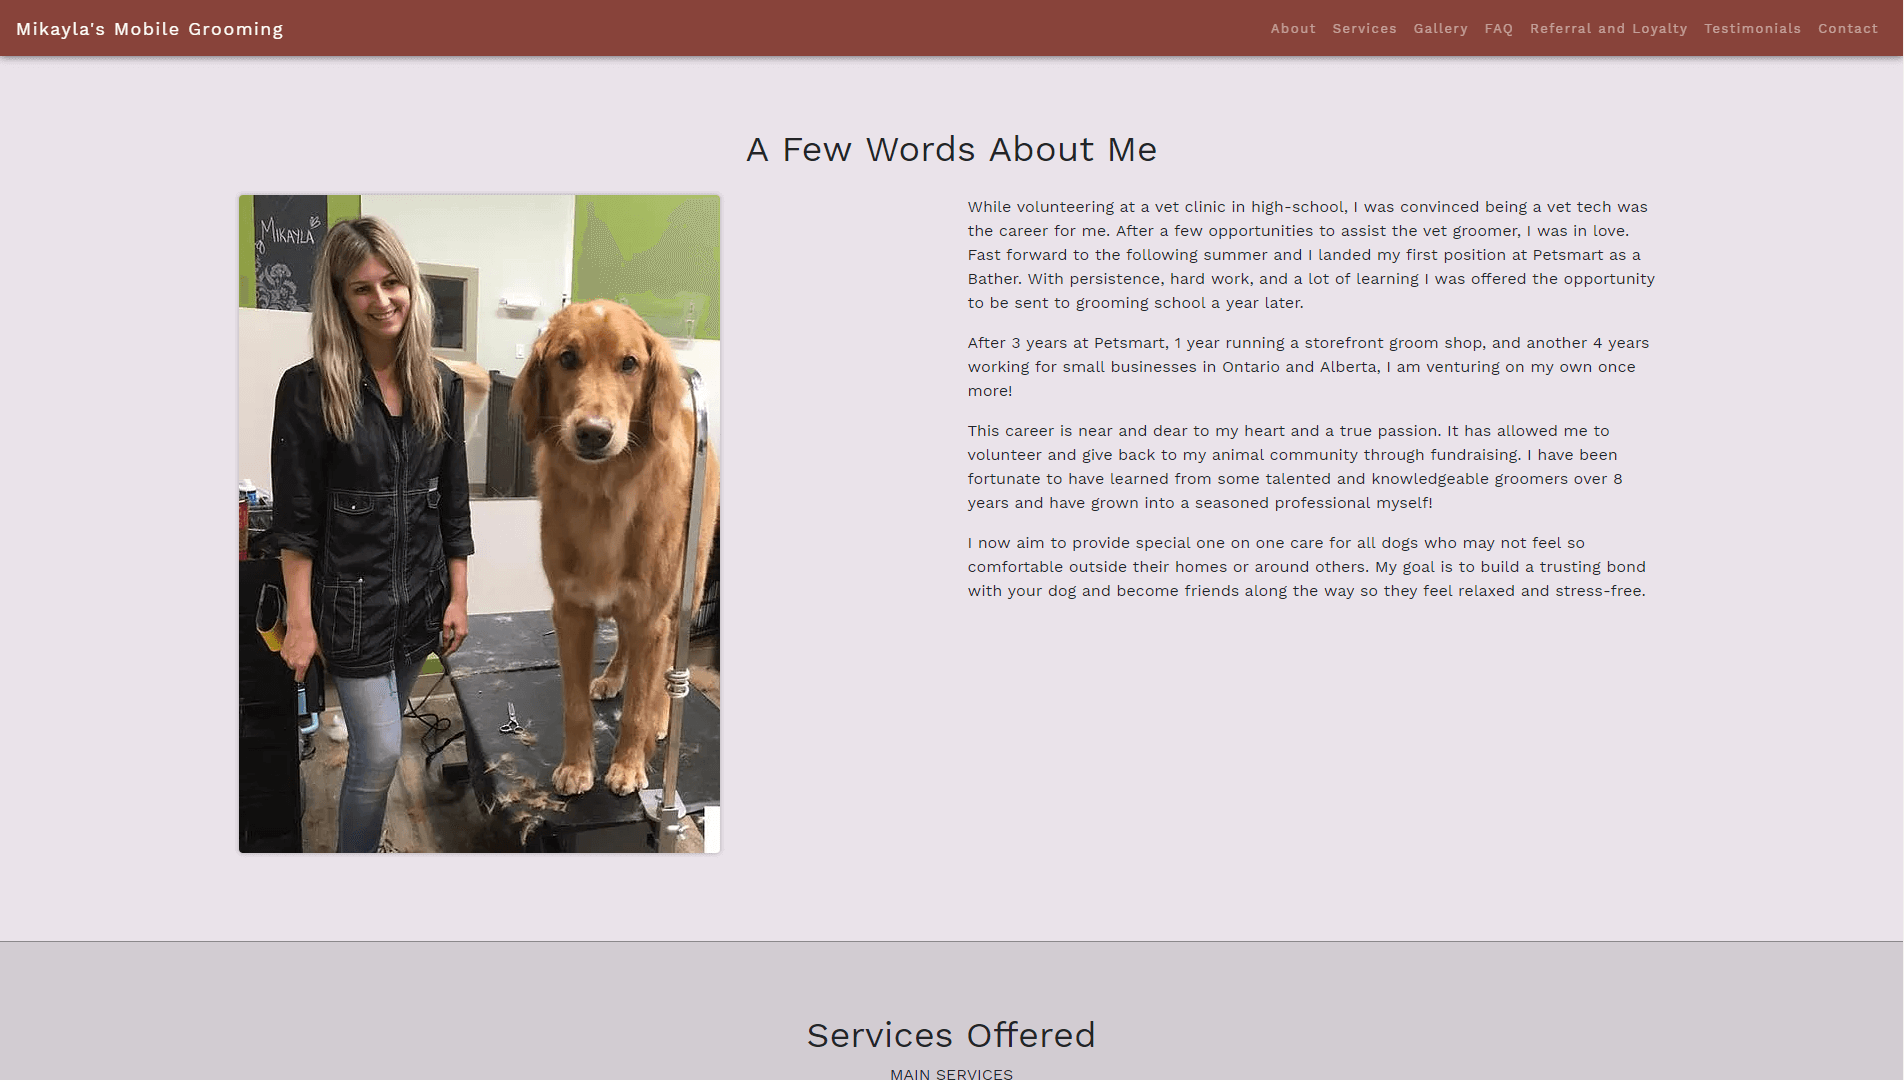 Mikayla's Mobile Grooming
About Services Gallery FAQ Referral and Loyalty Testimonials Contact
A Few Words About Me
MIKAYLA
While volunteering at a vet clinic in high-school, I was convinced being a vet tech was
the career for me. After a few opportunities to assist the vet groomer, I was in love.
Fast forward to the following summer and I landed my first position at Petsmart as a
Bather. With persistence, hard work, and a lot of learning I was offered the opportunity
to be sent to grooming school a year later.
After 3 years at Petsmart, 1 year running a storefront groom shop, and another 4 years
working for small businesses in Ontario and Alberta, I am venturing on my own once
more!
This career is near and dear to my heart and a true passion. It has allowed me to
volunteer and give back to my animal community through fundraising. I have been
fortunate to have learned from some talented and knowledgeable groomers over 8
years and have grown into a seasoned professional myself!
I now aim to provide special one on one care for all dogs who may not feel so
comfortable outside their homes or around others. My goal is to build a trusting bond
with your dog and become friends along the way so they feel relaxed and stress-free.
Services Offered
MAIN SERVICES